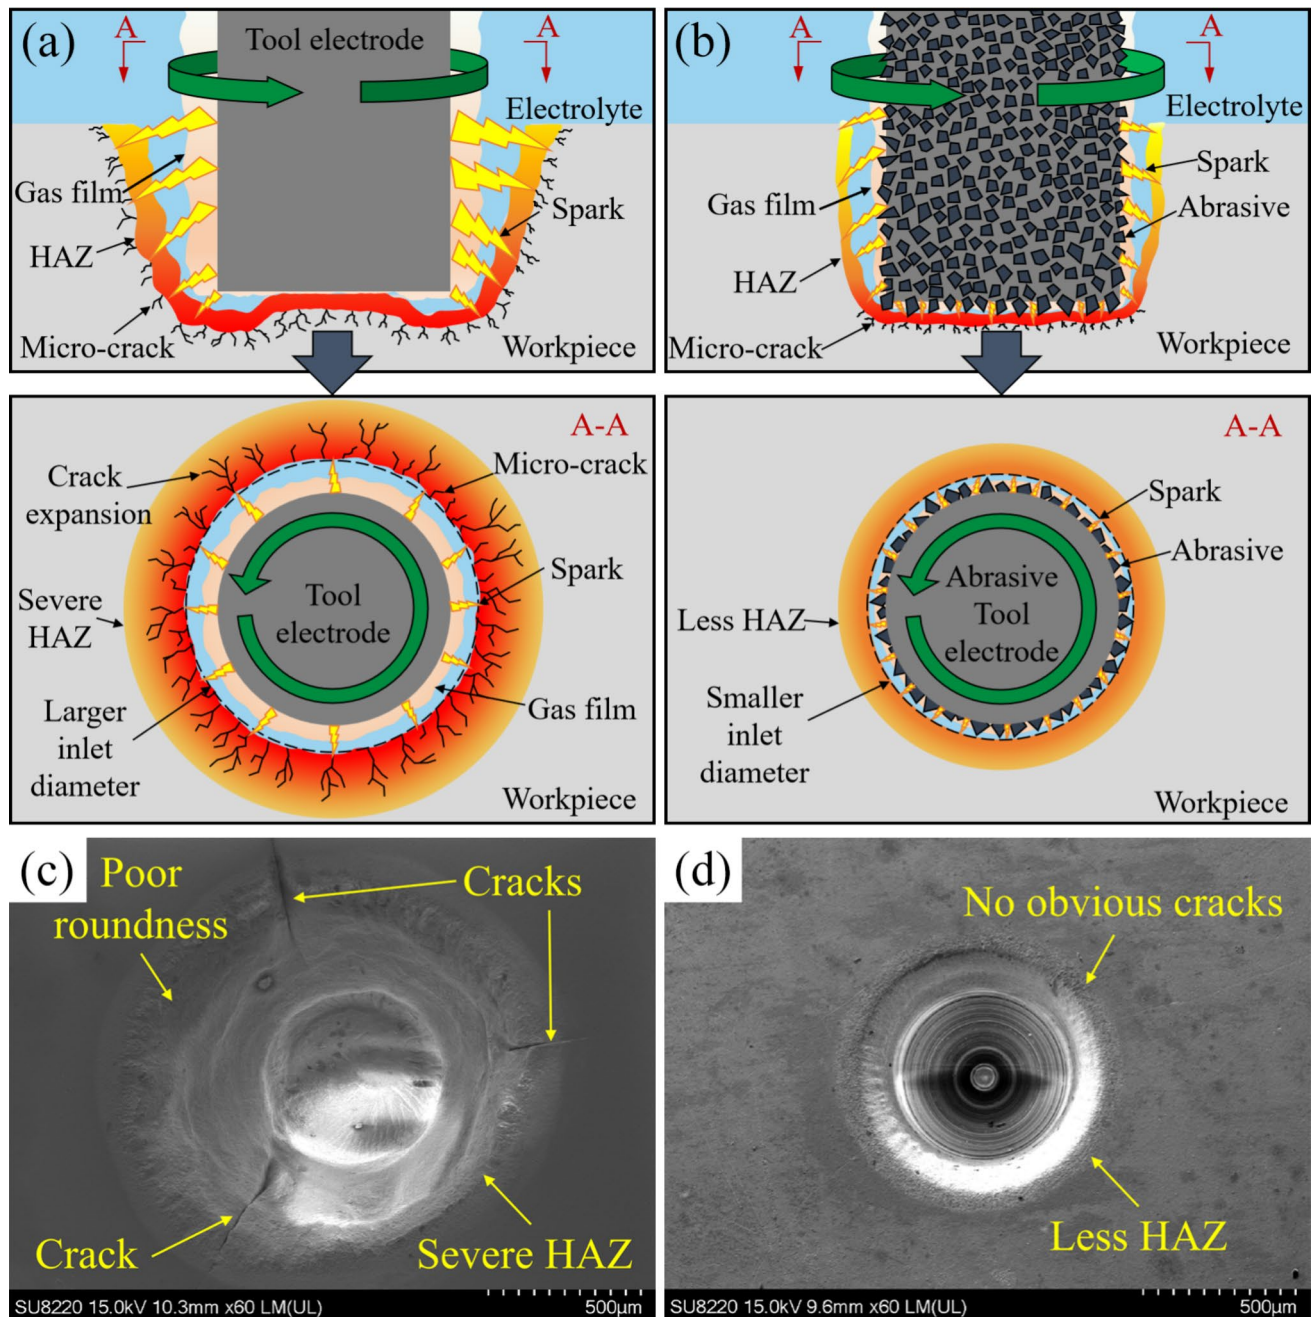 (a)
A
A
Tool electrode
Electrolyte
Gas film
Spark
HAZ
Micro-crack
Workpiece
(b)
A
A
Electrolyte
Spark
Gas film
Abrasive
HAZ
Micro-crack
Workpiece
A-A
Micro-crack
Crack
expansion
Spark
Severe
HAZ
Tool
electrode
Larger
inlet
diameter
Gas film
Workpiece
A-A
Spark
Abrasive
Less HAZ
Abrasive
Tool
electrode
Smaller
inlet
diameter
Workpiece
(c)
Poor
roundness
Cracks
Crack
Severe HAZ
SU8220 15.0kV 10.3mm x60 LM(UL)
500μm
(d)
No obvious cracks
Less HAZ
SU8220 15.0kV 9.6mm x60 LM(UL)
500μm